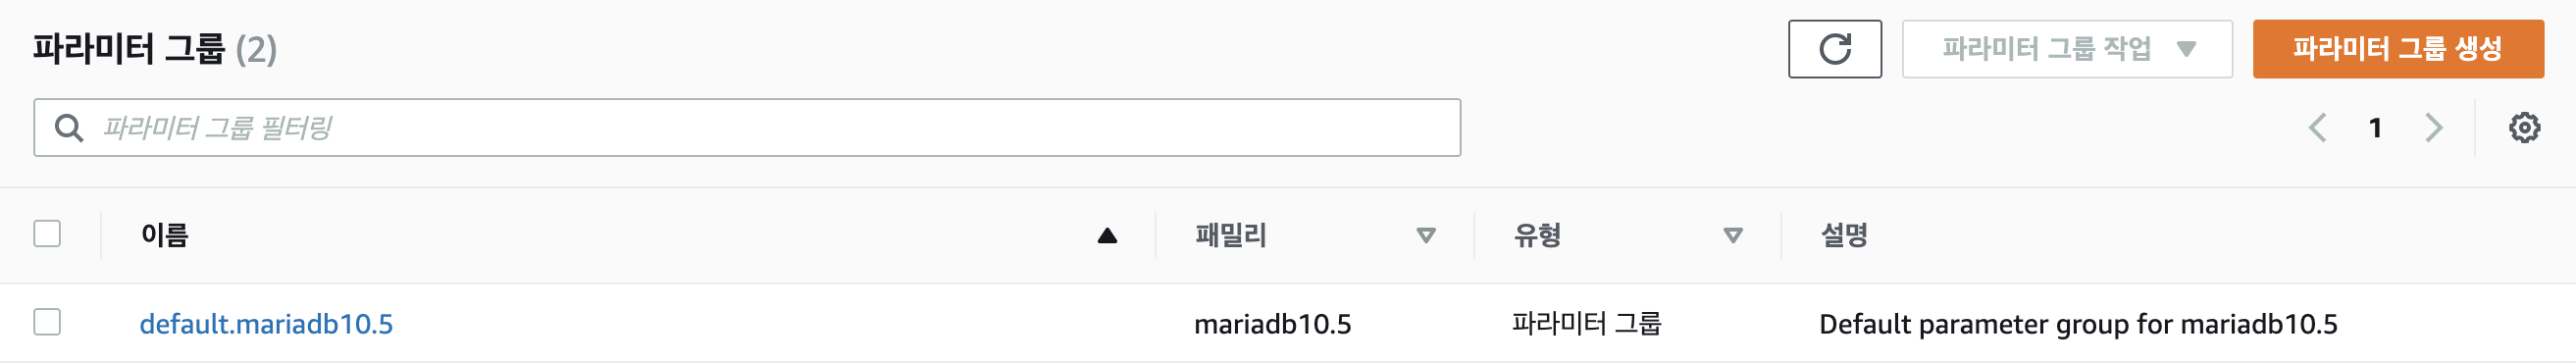 파라미터 그룹 (2)
파라미터 그룹 작업
파라미터 그룹 생성
파라미터 그룹 필터링
1
이름 패밀리 유형 설명
default.mariadb10.5 mariadb10.5 파라미터 그룹 Default parameter group for mariadb10.5